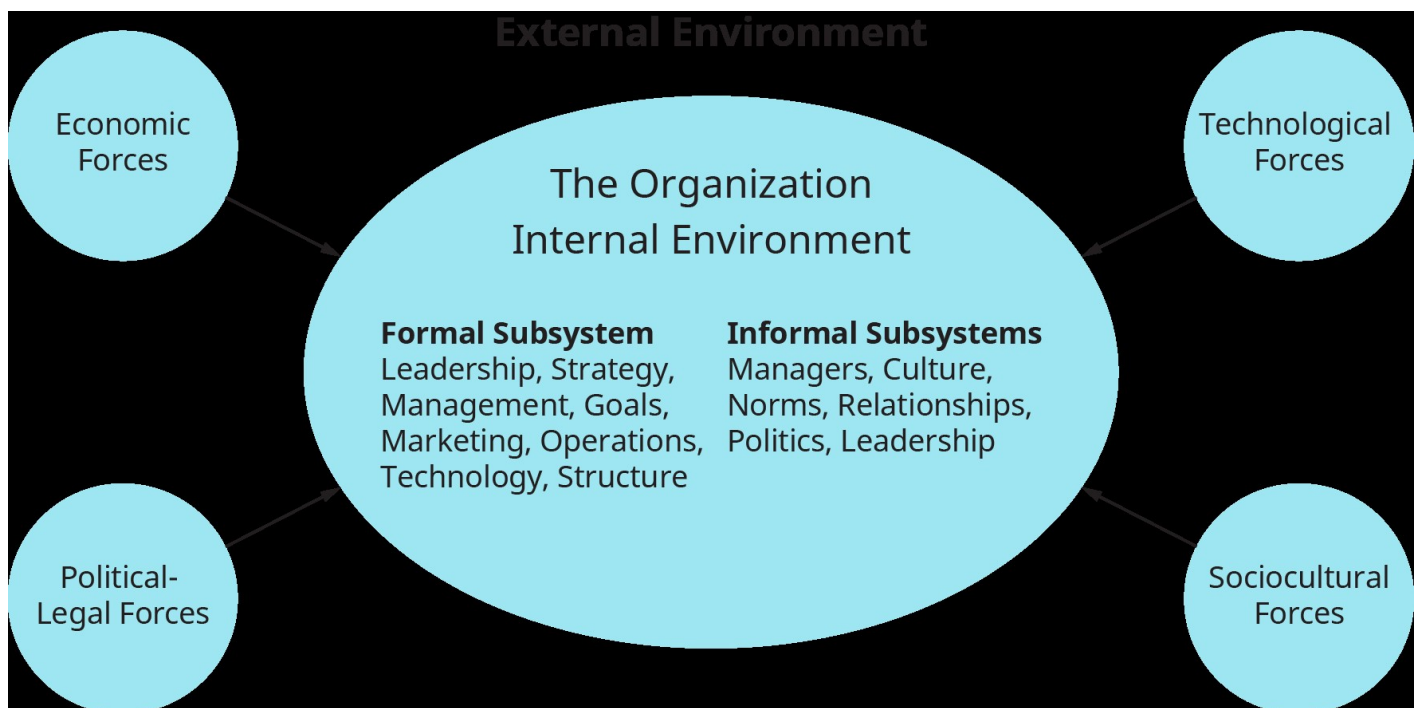 External Environment
Economic
Forces
Technological
Forces
The Organization
Internal Environment
Formal Subsystem
Leadership, Strategy,
Management, Goals,
Marketing, Operations,
Technology, Structure
Informal Subsystems
Managers, Culture,
Norms, Relationships,
Politics, Leadership
Political-
Legal Forces
Sociocultural
Forces